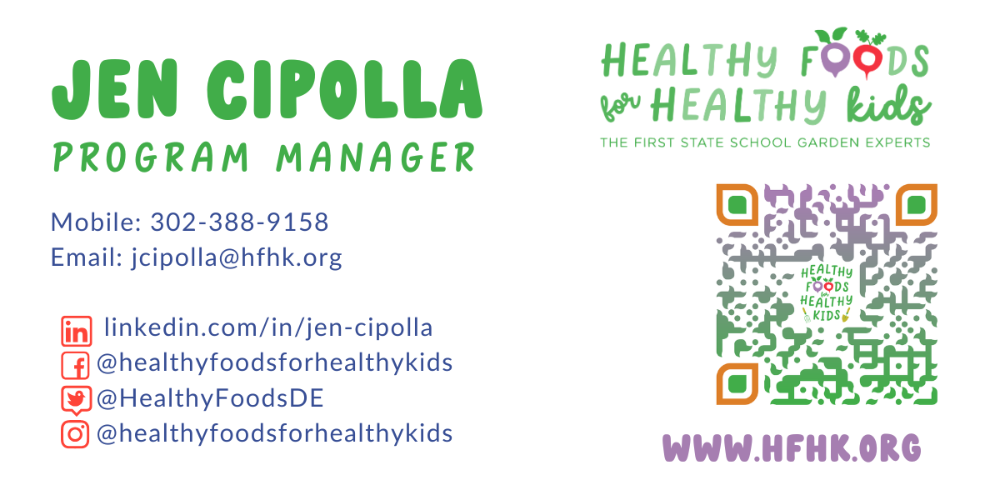 JEN CIPOLLA
PROGRAM MANAGER
Mobile: 302-388-9158
Email: jcipolla@hfhk.org
linkedin.com/in/jen-cipolla
@healthyfoodsforhealthykids
@HealthyFoodsDE
@healthyfoodsforhealthykids
HEALTHY FOODS
for HEALTHY kids
THE FIRST STATE SCHOOL GARDEN EXPERTS
HEALTHY
FOODS
for
HEALTHY
KIDS
WWW.HFHK.ORG